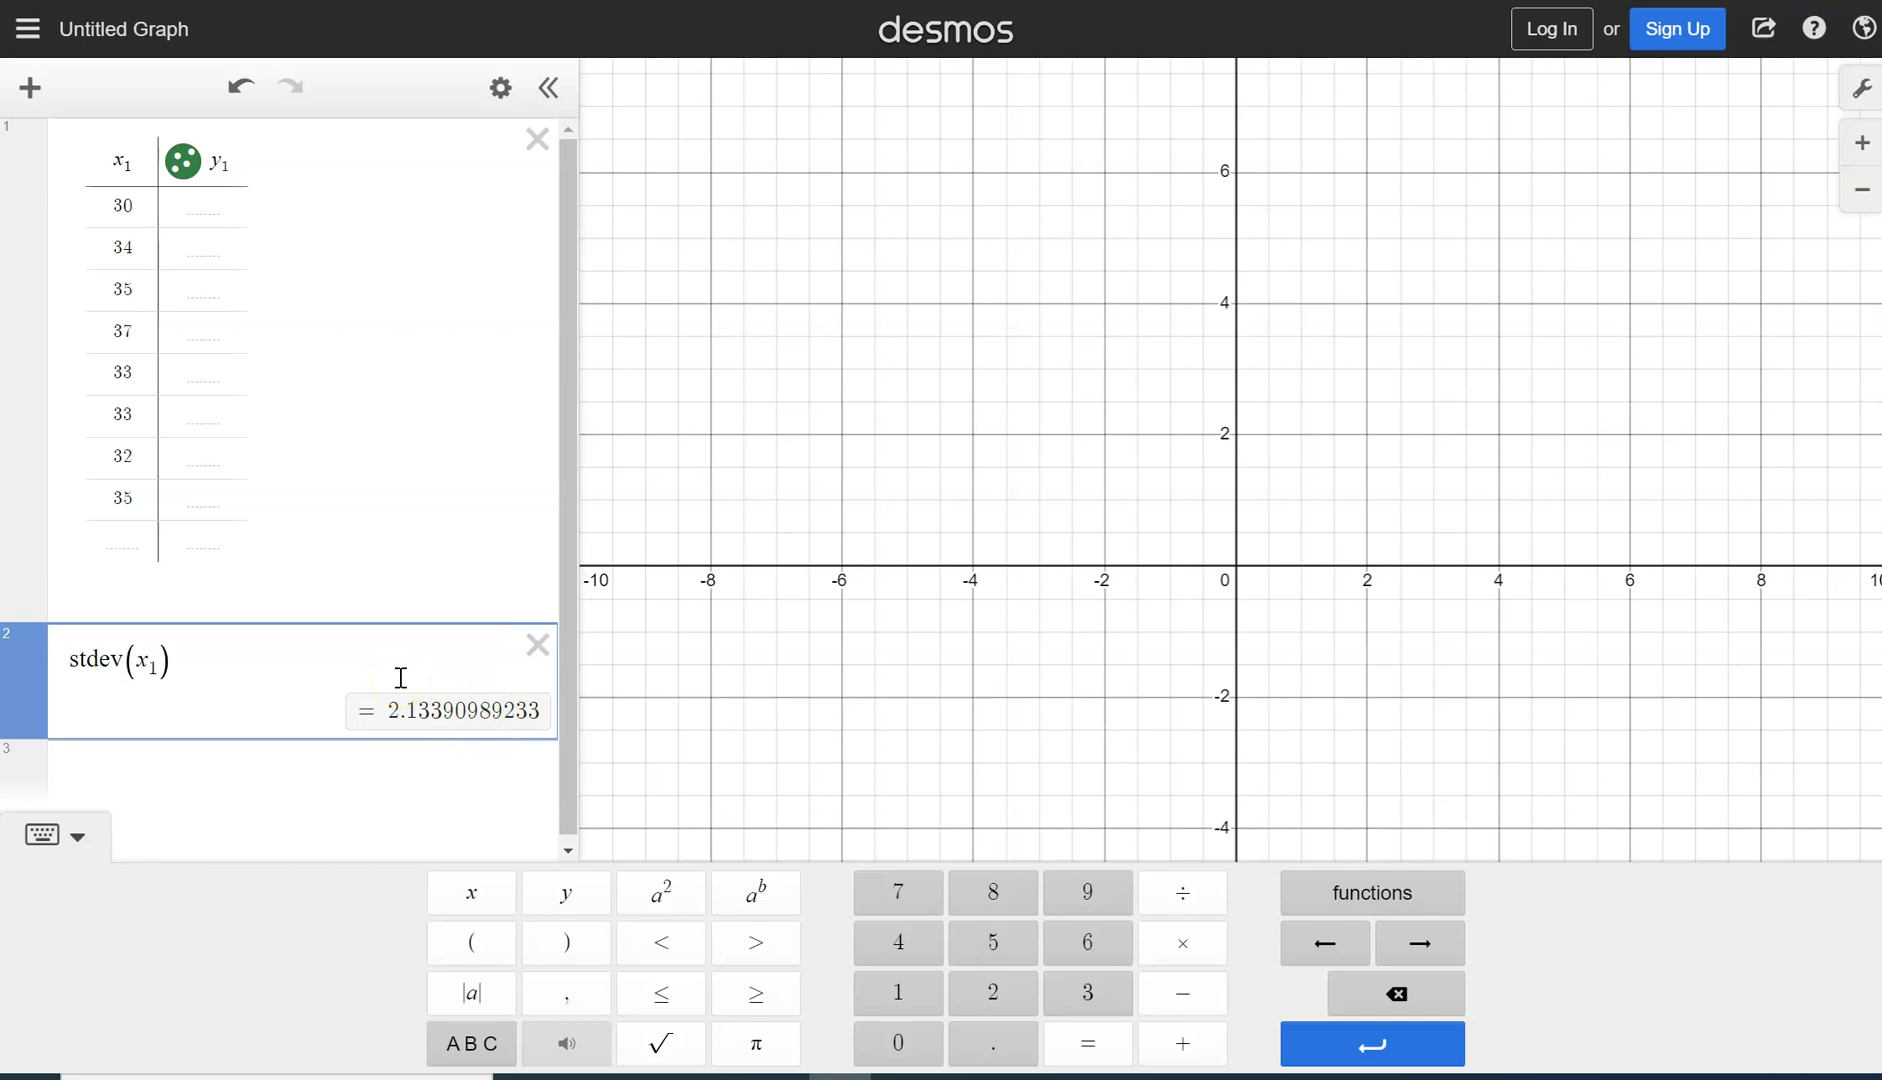 Untitled Graph
desmos
Log In or Sign Up
1
x₁ y₁
30
34
35
37
33
33
32
35
2
stdev(x₁)
= 2.13390989233
3
6
4
2
-10 -8 -6 -4 -2 0 2 4 6 8 10
-2
-4
x y a² aᵇ 7 8 9 ÷ functions
( ) < > 4 5 6 × ← →
|a| , ≤ ≥ 1 2 3 −
A B C √ π 0 . = +